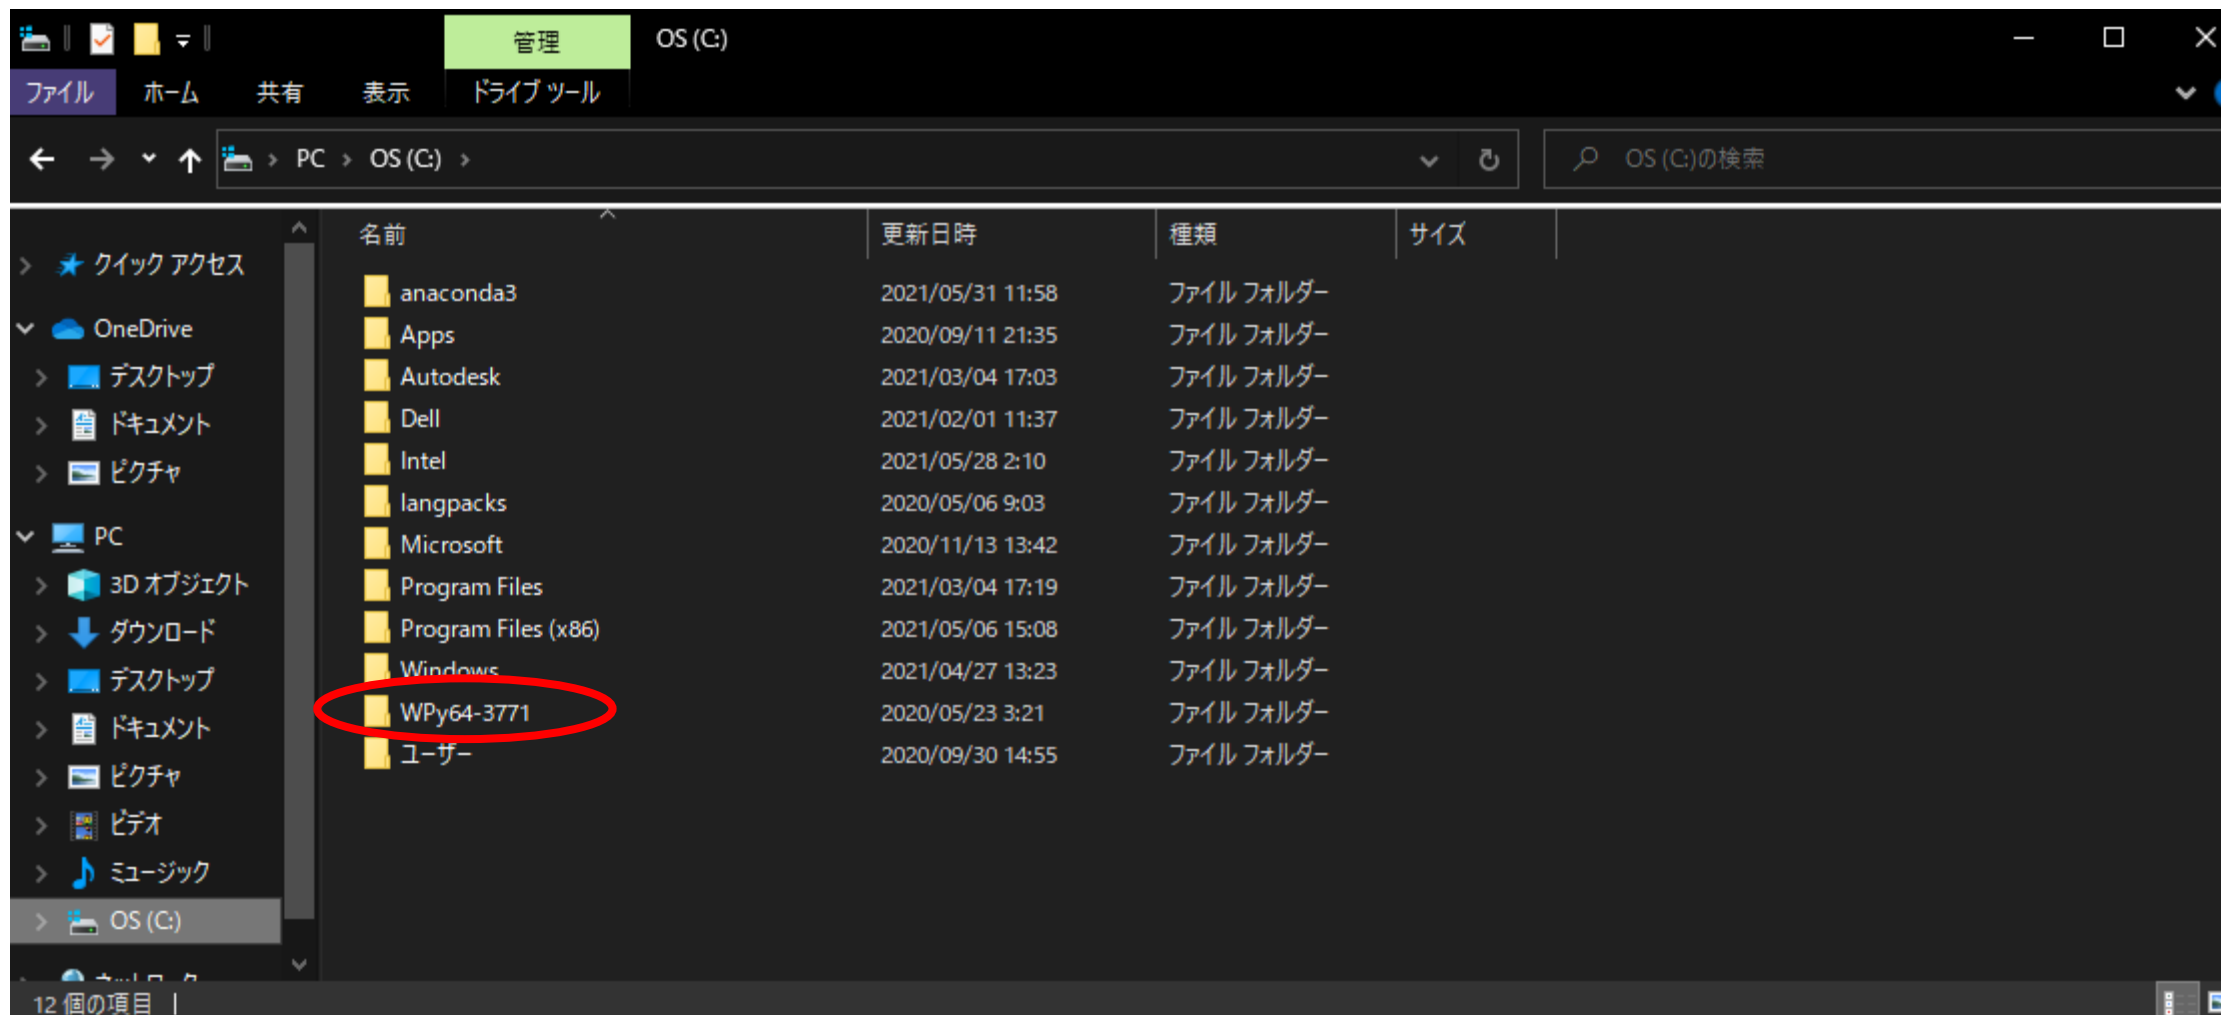 管理 OS (C:)
ファイル ホーム 共有 表示 ドライブ ツール
PC OS (C:) OS (C:)の検索
名前 更新日時 種類 サイズ
クイック アクセス
OneDrive
デスクトップ
ドキュメント
ピクチャ
PC
3D オブジェクト
ダウンロード
デスクトップ
ドキュメント
ピクチャ
ビデオ
ミュージック
OS (C:)
ネットワーク
anaconda3 2021/05/31 11:58 ファイル フォルダー
Apps 2020/09/11 21:35 ファイル フォルダー
Autodesk 2021/03/04 17:03 ファイル フォルダー
Dell 2021/02/01 11:37 ファイル フォルダー
Intel 2021/05/28 2:10 ファイル フォルダー
langpacks 2020/05/06 9:03 ファイル フォルダー
Microsoft 2020/11/13 13:42 ファイル フォルダー
Program Files 2021/03/04 17:19 ファイル フォルダー
Program Files (x86) 2021/05/06 15:08 ファイル フォルダー
Windows 2021/04/27 13:23 ファイル フォルダー
WPy64-3771 2020/05/23 3:21 ファイル フォルダー
ユーザー 2020/09/30 14:55 ファイル フォルダー
12 個の項目